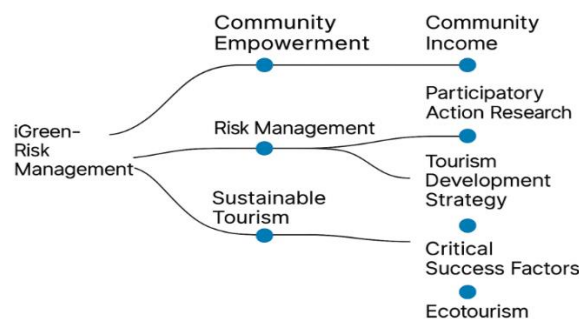 iGreen-
Risk
Management
Community
Empowerment
Risk Management
Sustainable
Tourism
Community
Income
Participatory
Action Research
Tourism
Development
Strategy
Critical
Success Factors
Ecotourism